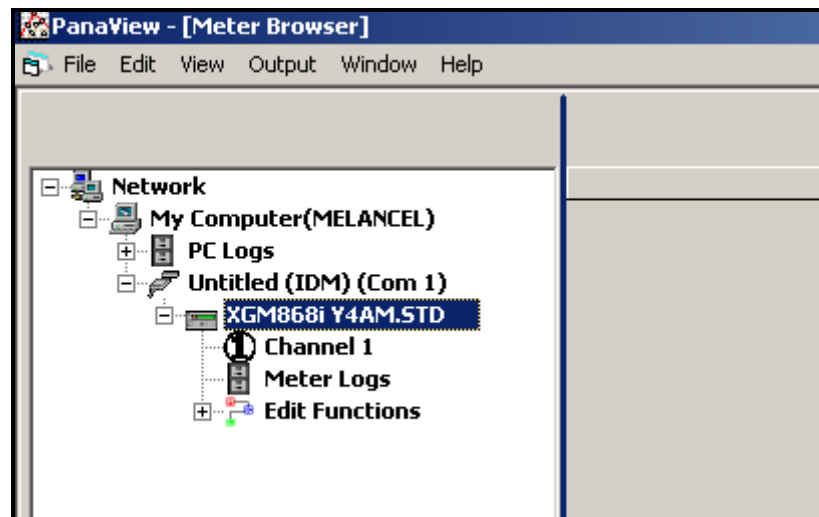 PanaView - [Meter Browser]
File Edit View Output Window Help
Network
My Computer(MELANCEL)
PC Logs
Untitled (IDM) (Com 1)
XGM868i Y4AM.STD
1 Channel 1
Meter Logs
Edit Functions